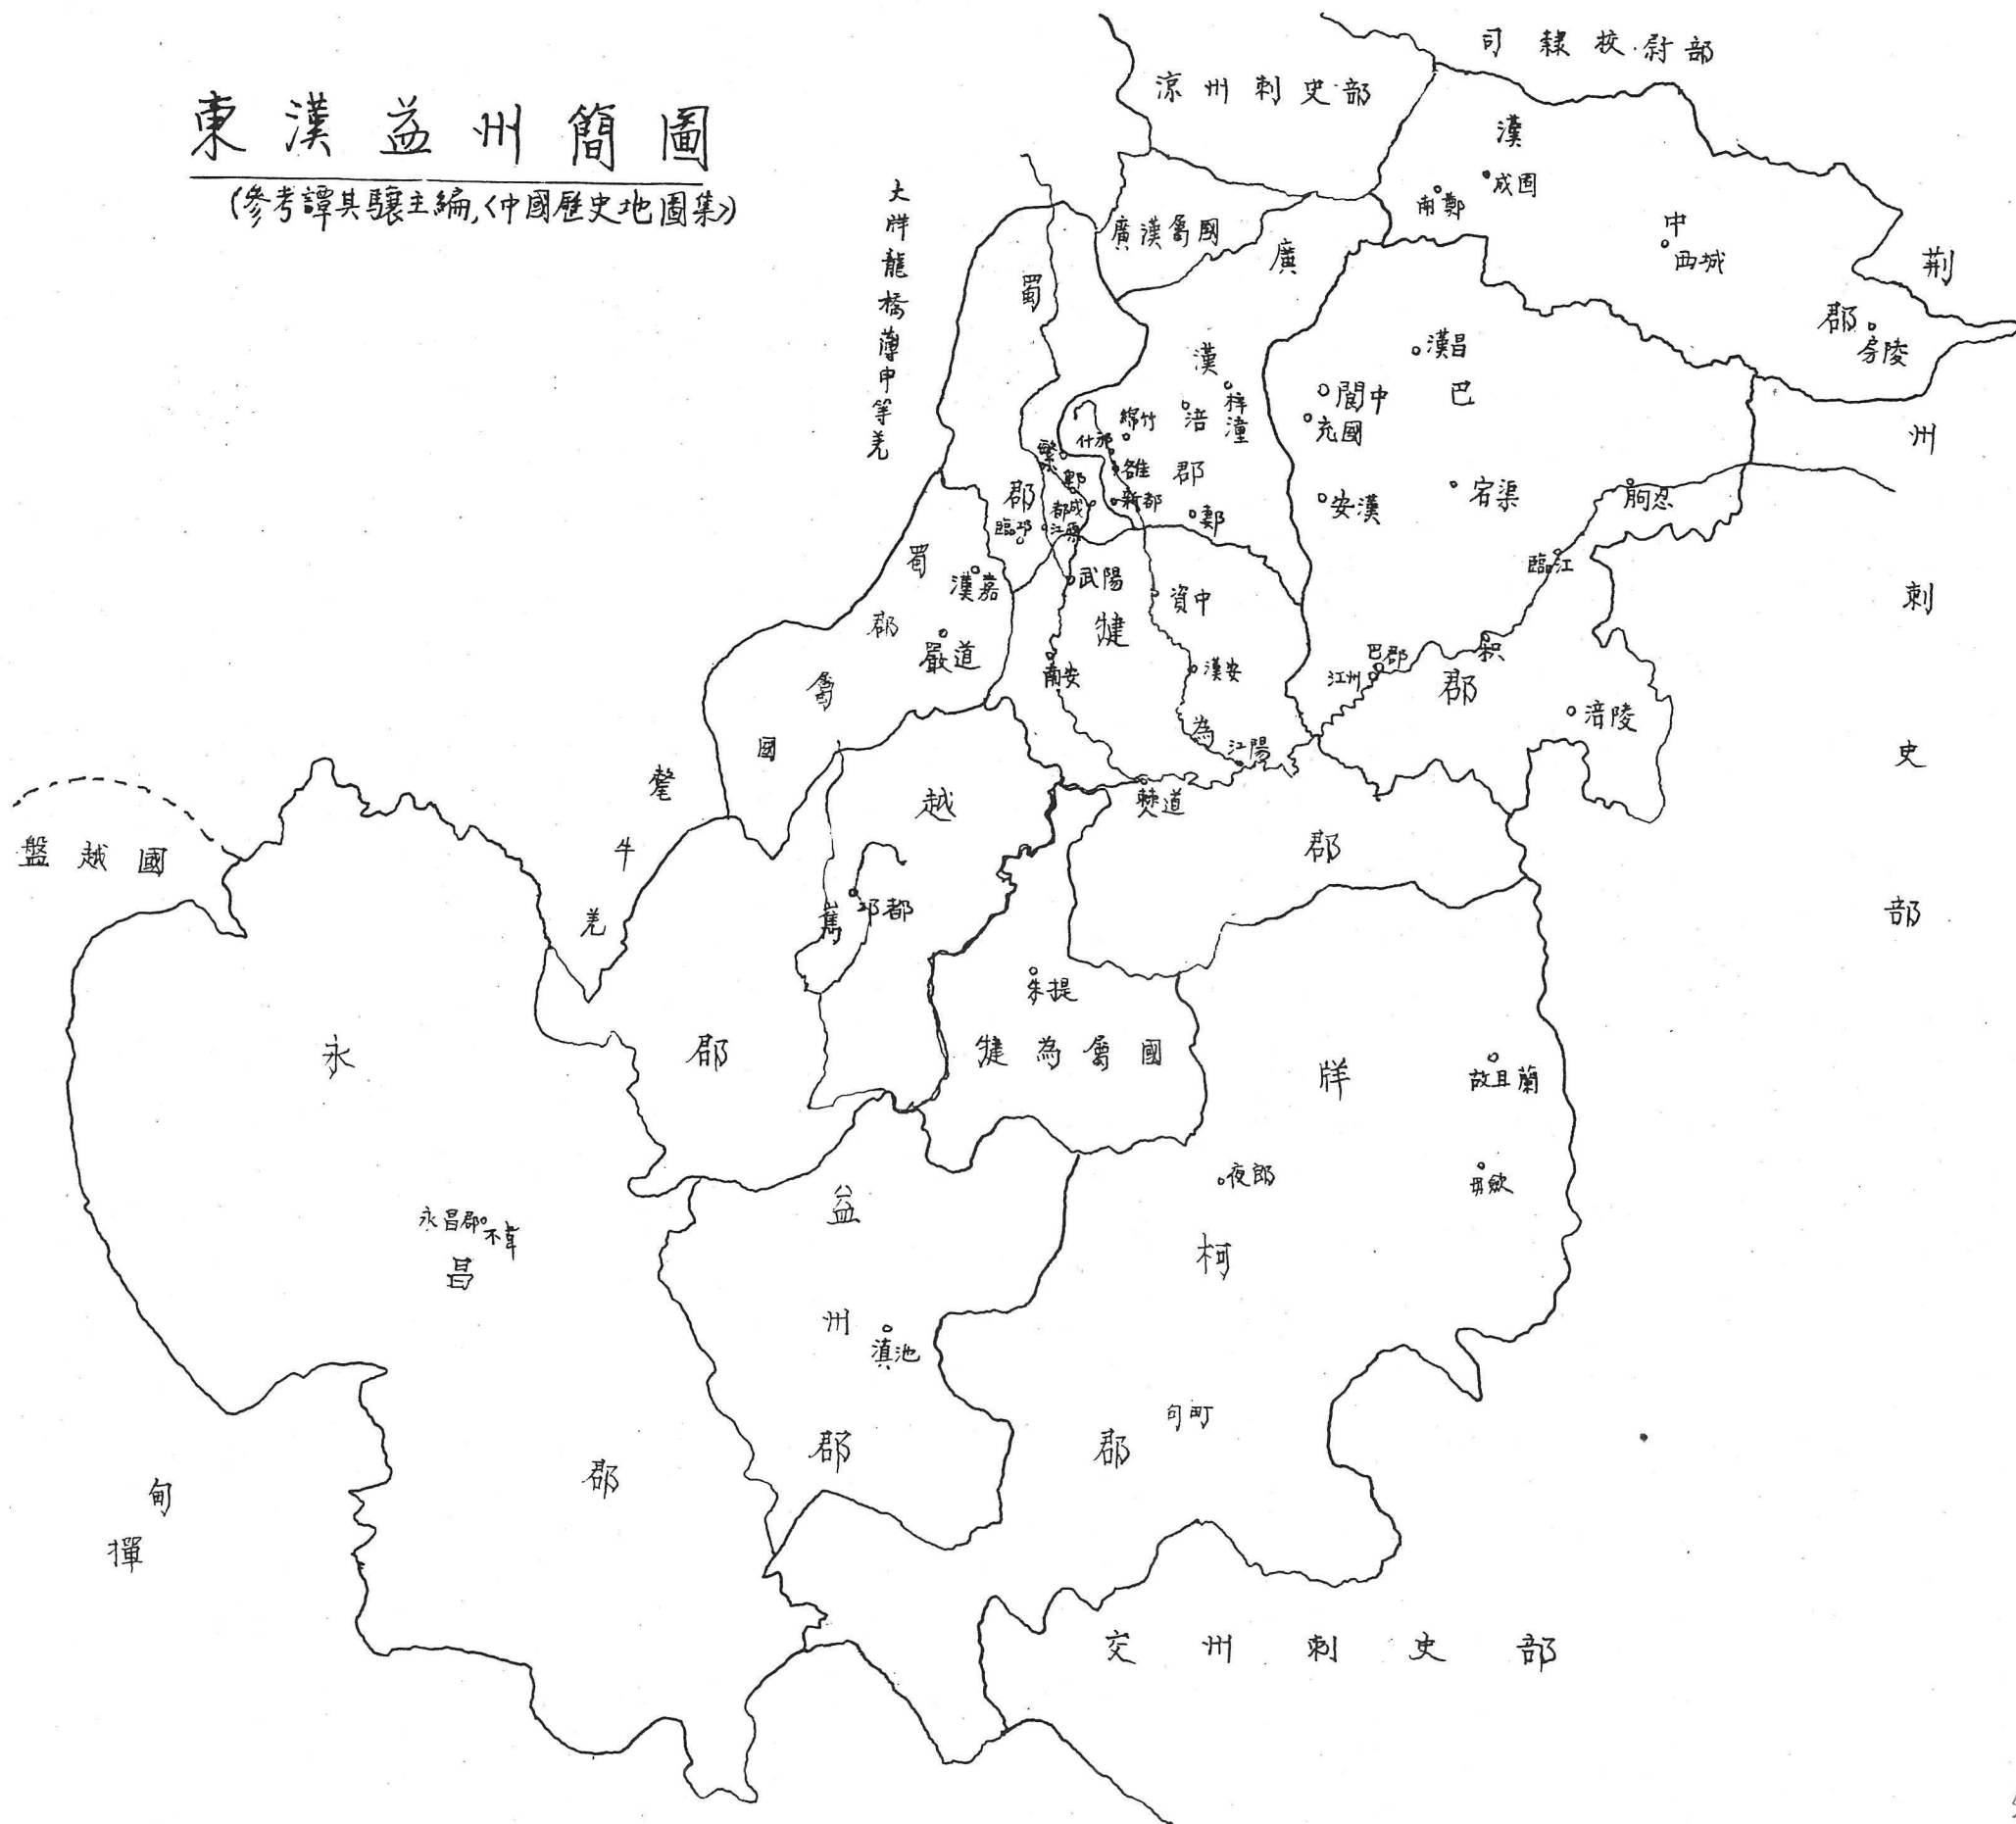 東漢益州簡圖
(參考譚其驤主編,〈中國歷史地圖集〉)
司隸校尉部
涼州刺史部
漢中郡
成固
南鄭
西城
房陵
荆州刺史部
大牂龍橋薄申等羌
廣漢屬國
廣漢郡
梓潼
涪
綿竹
什邡
雒
新都
郪
蜀郡
繁
郫
成都
江原
臨邛
巴郡
漢昌
閬中
充國
安漢
宕渠
朐忍
臨江
枳
巴郡
江州
涪陵
蜀郡屬國
漢嘉
嚴道
犍為郡
武陽
資中
南安
漢安
江陽
僰道
越嶲郡
邛都
氂牛羌
盤越國
犍為屬國
朱提
牂柯郡
故且蘭
毋歛
夜郎
句町
永昌郡
永昌郡
不韋
益州郡
滇池
甸
撣
交州刺史部